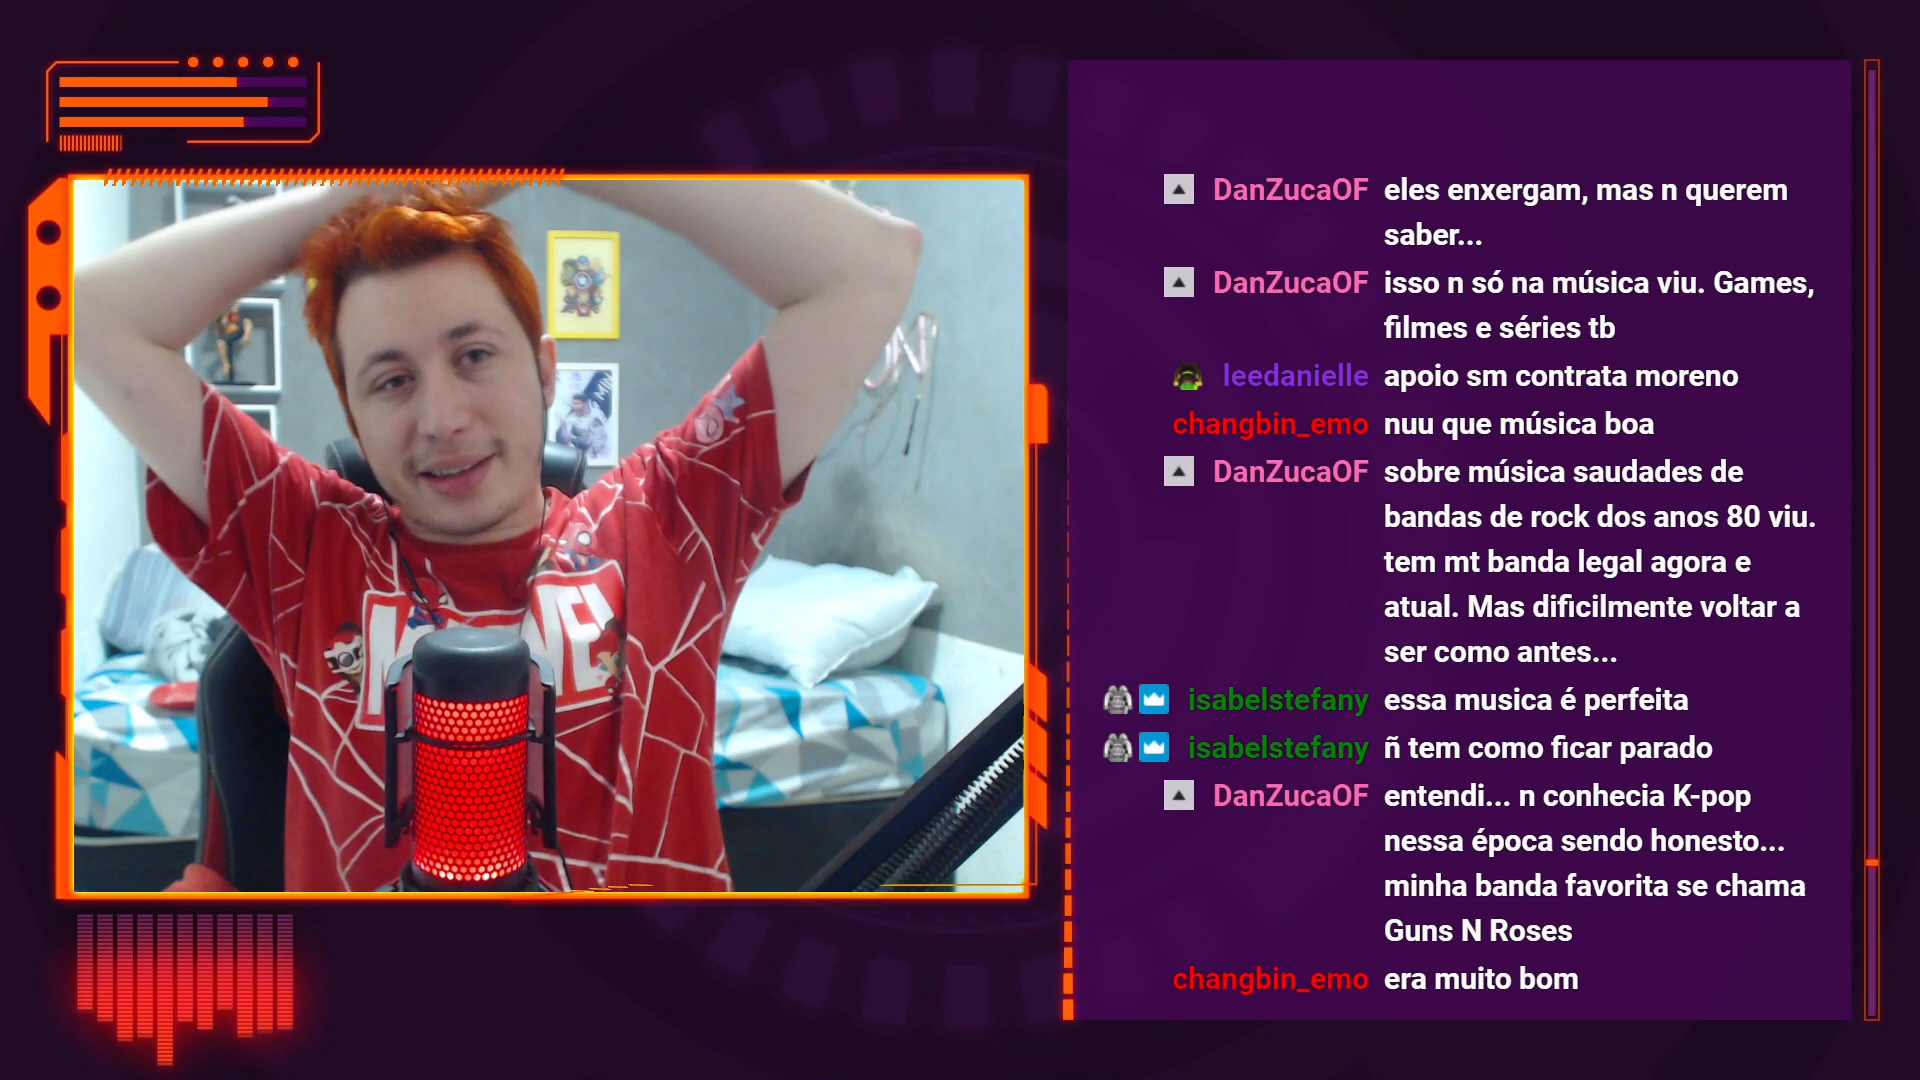 DanZucaOF eles enxergam, mas n querem
saber...
DanZucaOF isso n só na música viu. Games,
filmes e séries tb
leedanielle apoio sm contrata moreno
changbin_emo nuu que música boa
DanZucaOF sobre música saudades de
bandas de rock dos anos 80 viu.
tem mt banda legal agora e
atual. Mas dificilmente voltar a
ser como antes...
isabelstefany essa musica é perfeita
isabelstefany ñ tem como ficar parado
DanZucaOF entendi... n conhecia K-pop
nessa época sendo honesto...
minha banda favorita se chama
Guns N Roses
changbin_emo era muito bom